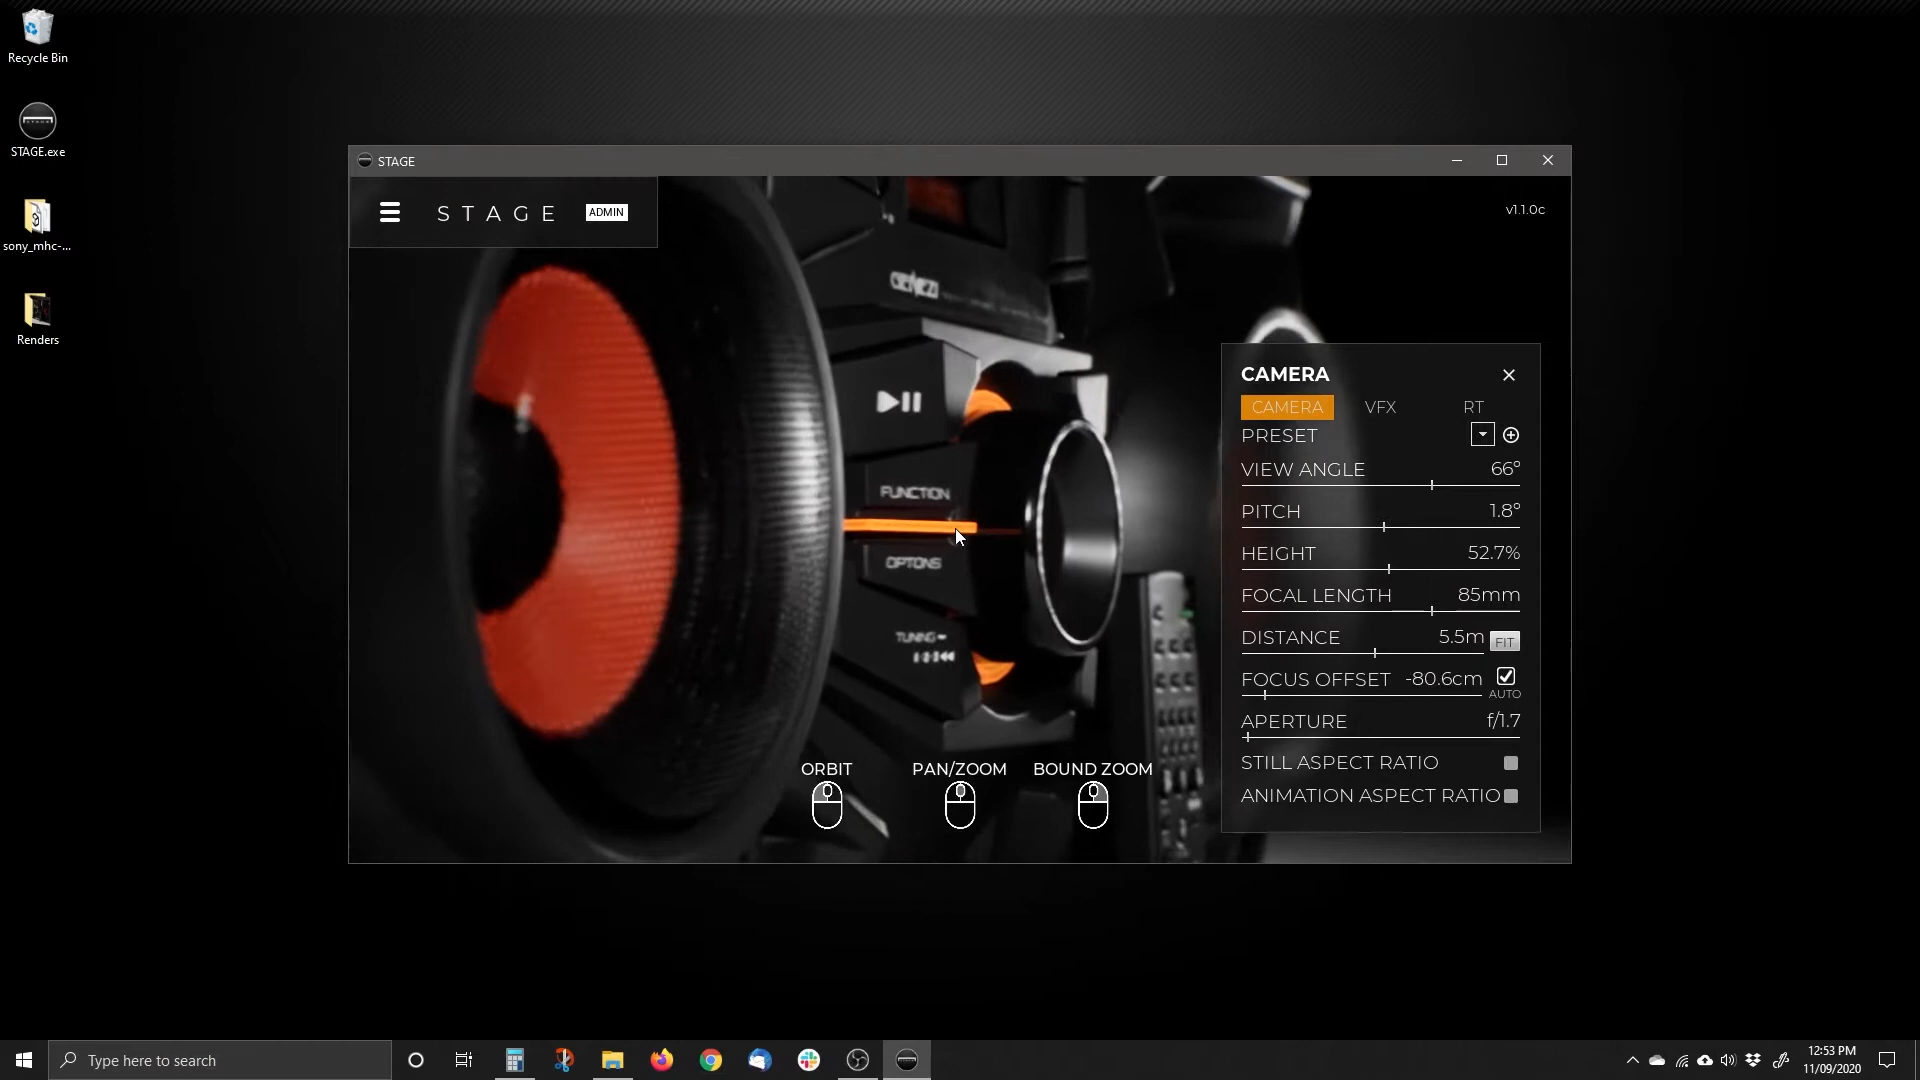 Recycle Bin
STAGE.exe
sony_mhc-...
Renders
STAGE
STAGE ADMIN
v1.1.0c
GENEZI
FUNCTION
OPTONS
TUNING
CAMERA
CAMERA VFX RT
PRESET
VIEW ANGLE 66°
PITCH 1.8°
HEIGHT 52.7%
FOCAL LENGTH 85mm
DISTANCE 5.5m FIT
FOCUS OFFSET -80.6cm AUTO
APERTURE f/1.7
STILL ASPECT RATIO
ANIMATION ASPECT RATIO
ORBIT PAN/ZOOM BOUND ZOOM
Type here to search
12:53 PM
11/09/2020